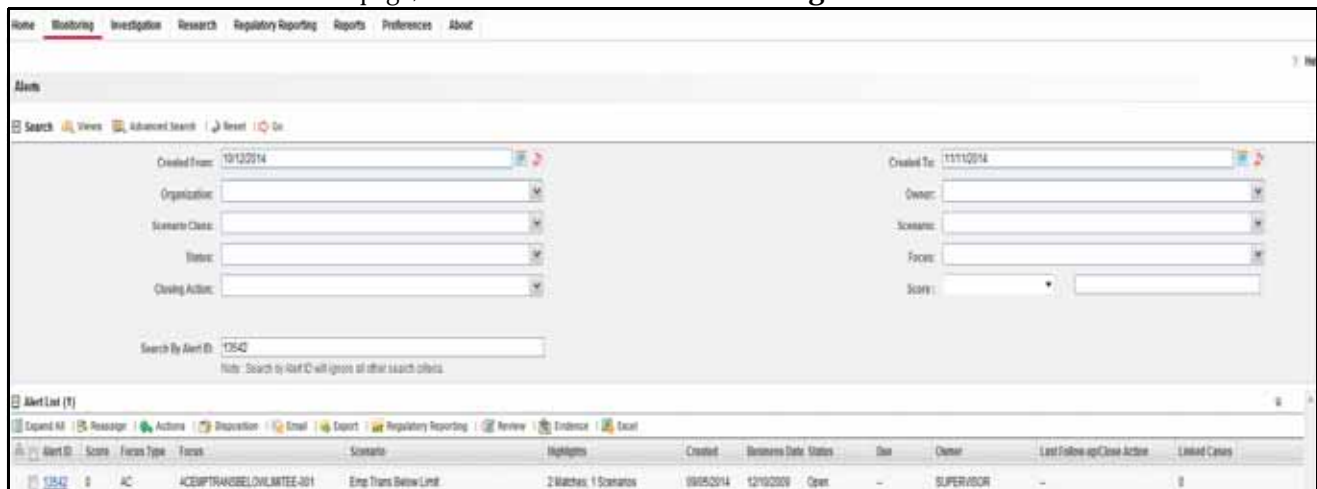 Home Monitoring Investigation Research Regulatory Reporting Reports Preferences About
? He
Alerts
Search Views Advanced Search Reset Go
Created From: 10/12/2014 Created To: 11/11/2014
Organization: Owner:
Scenario Class: Scenario:
Status: Focus:
Closing Action: Score :
Search By Alert ID: 13542
Note: Search by Alert ID will ignore all other search criteria.
Alert List (1)
Expand All Reassign Actions Disposition Email Export Regulatory Reporting Review Evidence Excel
Alert ID Score Focus Type Focus Scenario Highlights Created Business Date Status Due Owner Last Follow-up/Close Action Linked Cases
13542 0 AC Emp Trans Below Limit 2 Matches; 1 Scenarios 09/05/2014 12/10/2009 Open -- SUPERVISOR -- 0